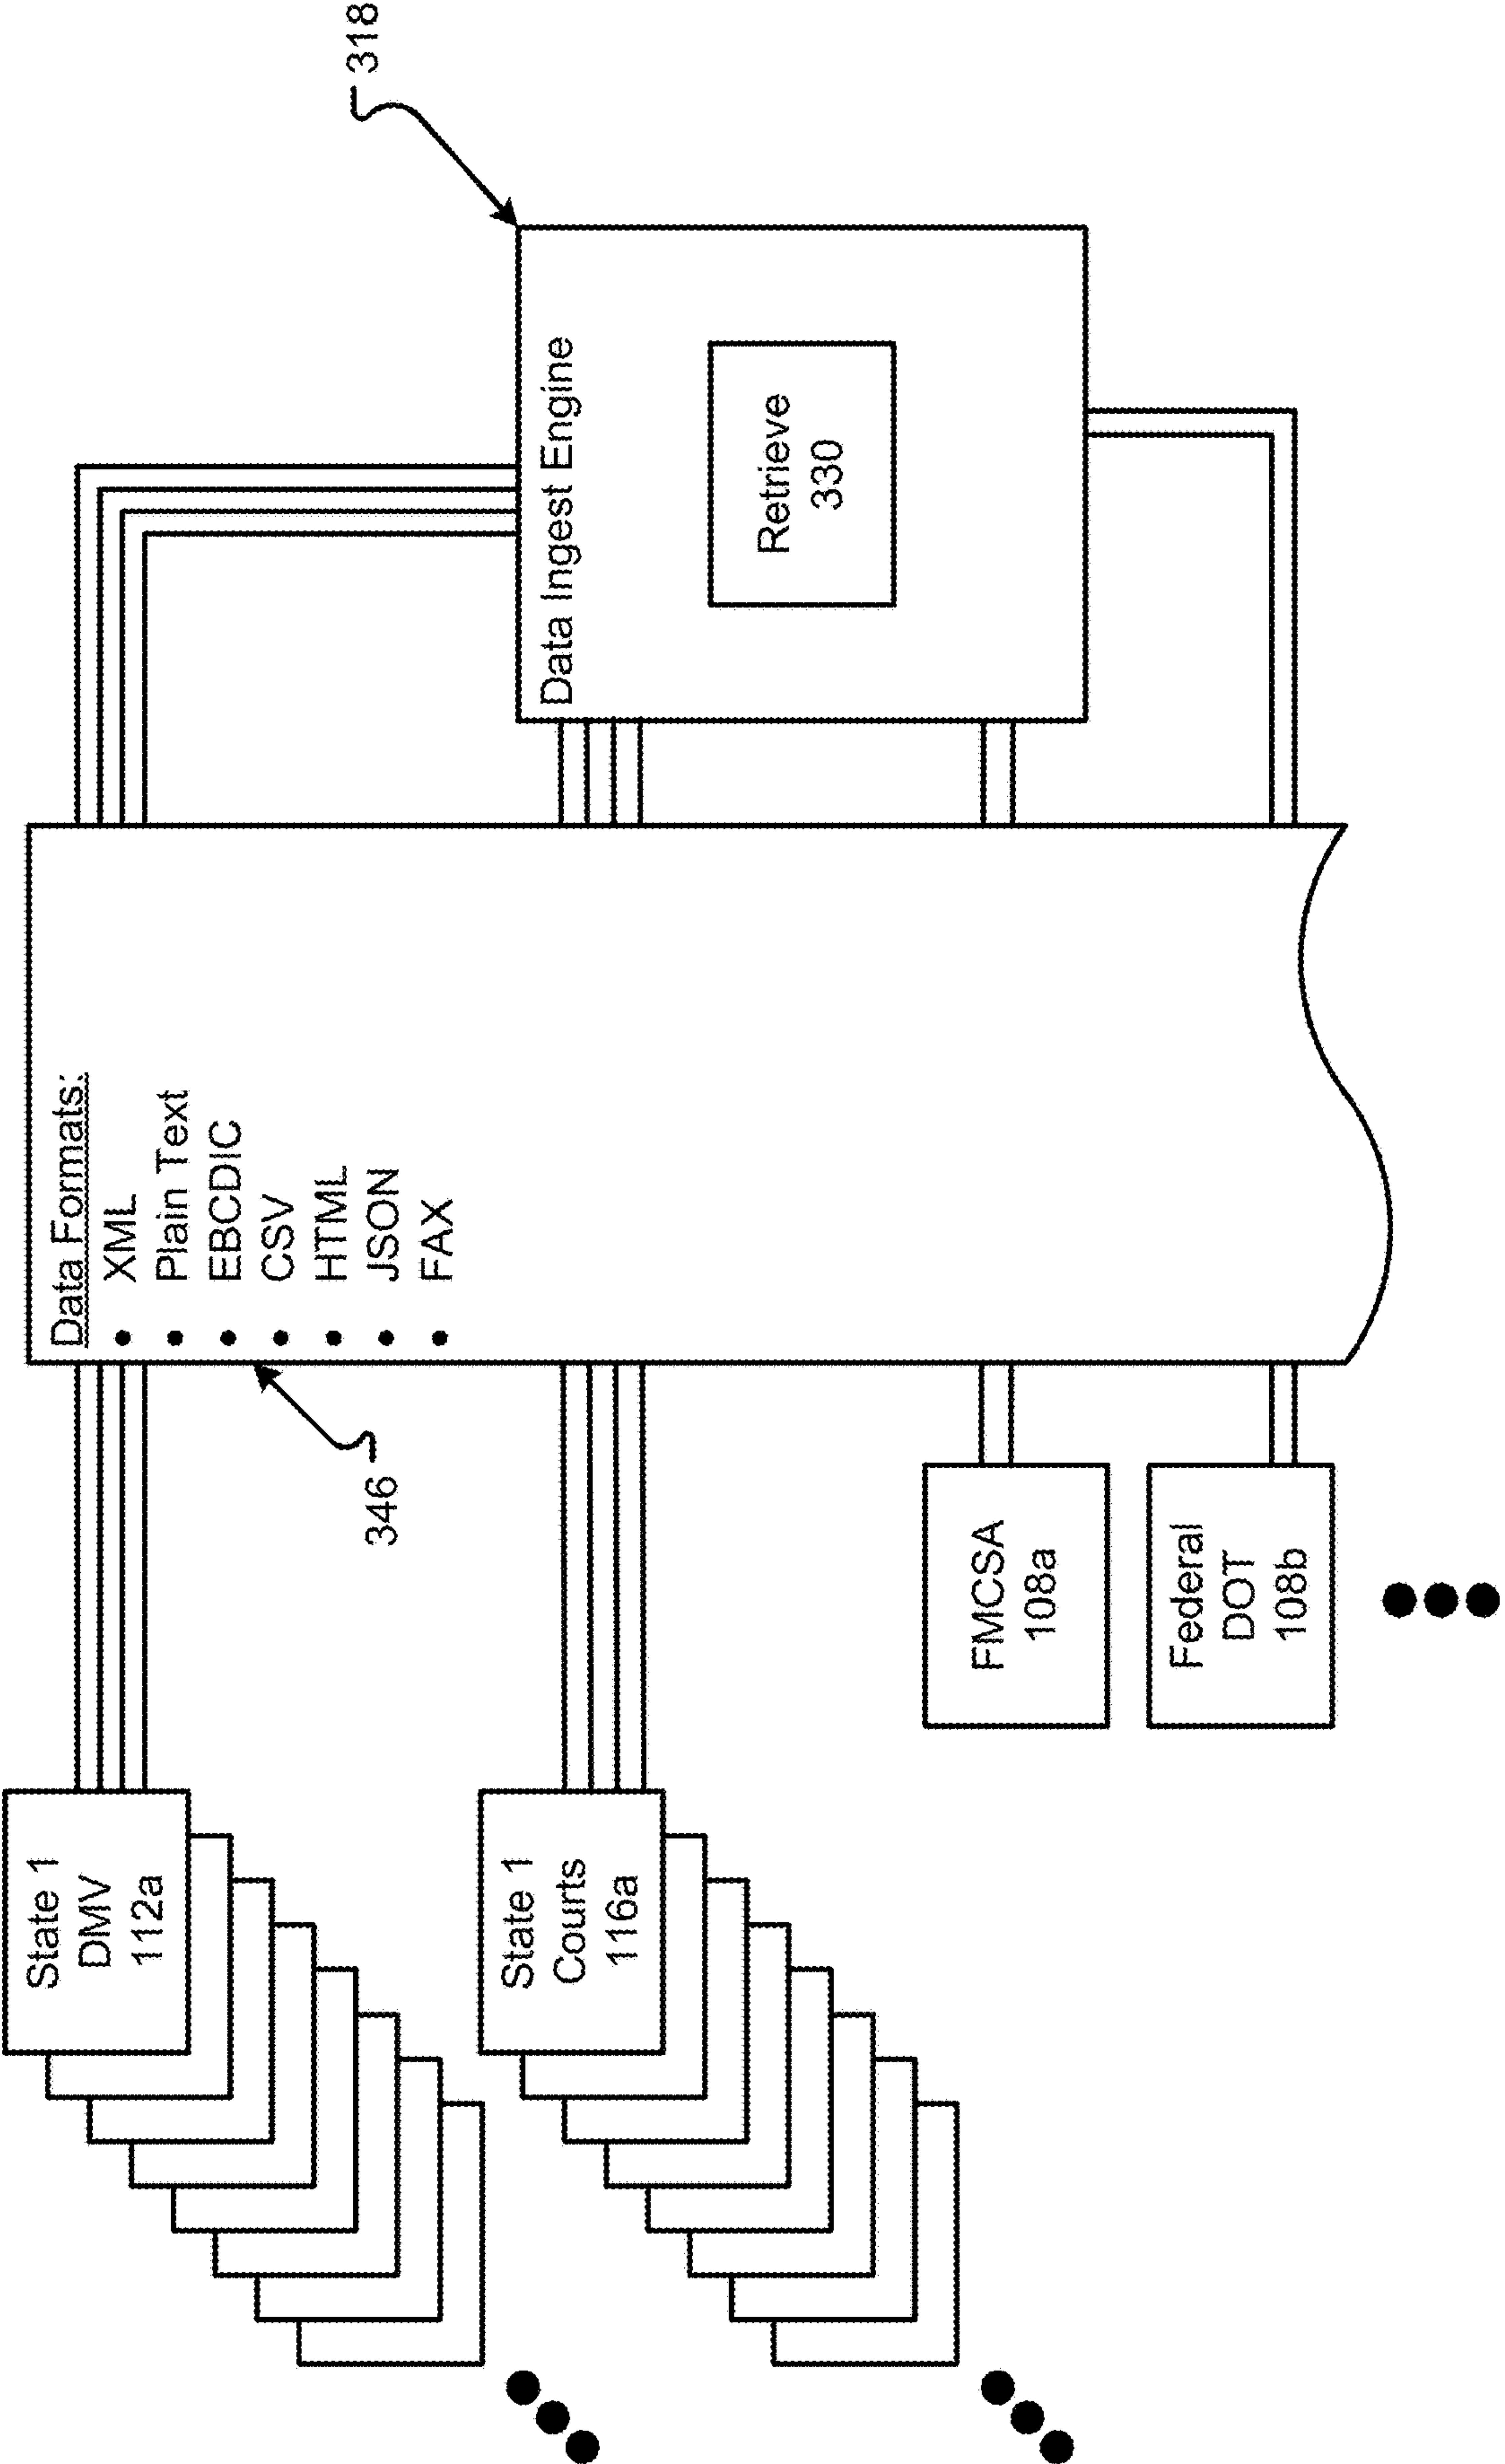 State 1
DMV
112a
State 1
Courts
116a
FMCSA
108a
Federal
DOT
108b
346
Data Formats:
• XML
• Plain Text
• EBCDIC
• CSV
• HTML
• JSON
• FAX
Data Ingest Engine
Retrieve
330
318